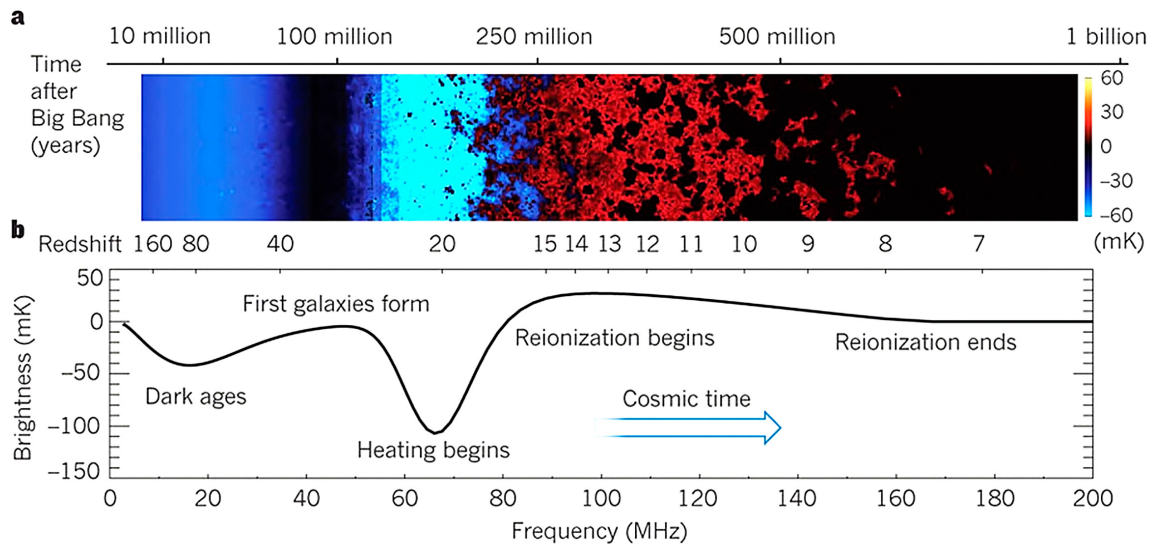 a
10 million 100 million 250 million 500 million 1 billion
Time
after
Big Bang
(years)
60
30
0
−30
−60
(mK)
b
Redshift 160 80 40 20 15 14 13 12 11 10 9 8 7
Brightness (mK)
50
0
−50
−100
−150
First galaxies form
Reionization begins
Reionization ends
Dark ages
Cosmic time
Heating begins
0 20 40 60 80 100 120 140 160 180 200
Frequency (MHz)